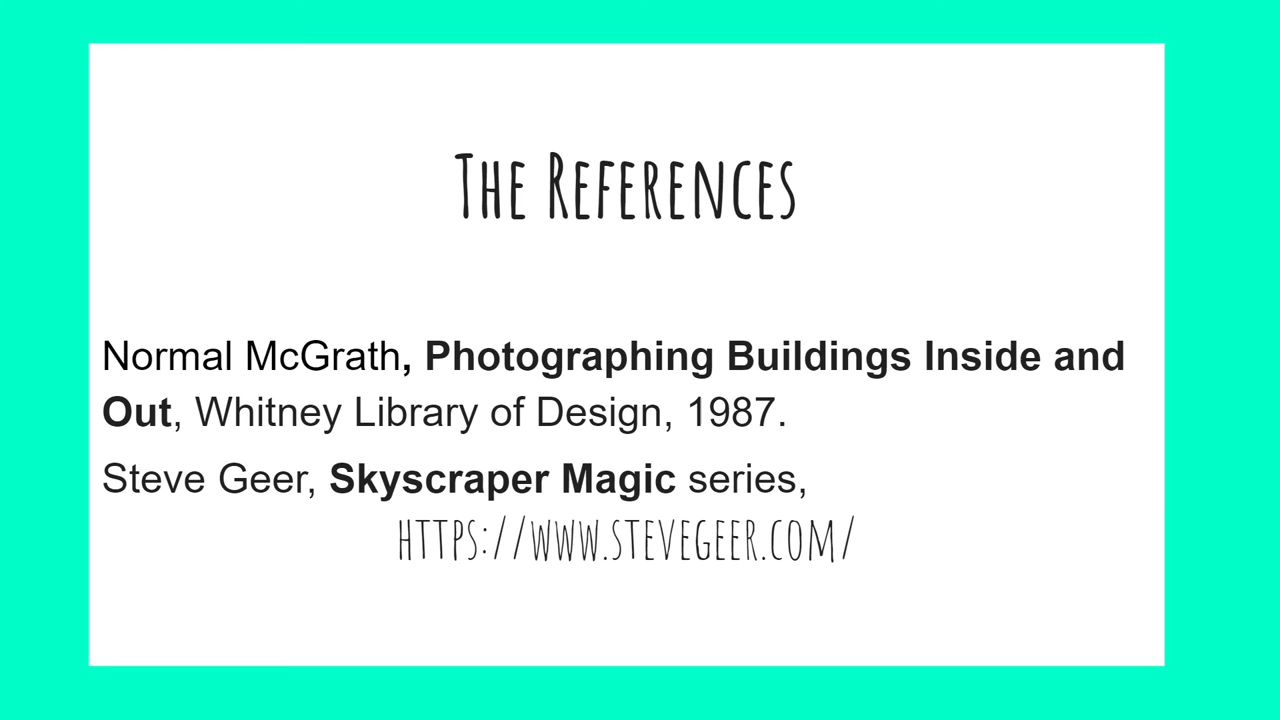 The References
Normal McGrath, Photographing Buildings Inside and
Out, Whitney Library of Design, 1987.
Steve Geer, Skyscraper Magic series,
https://www.stevegeer.com/